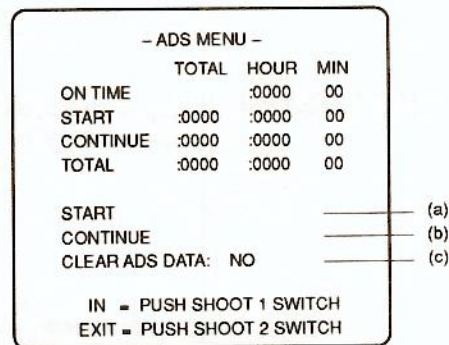 – ADS MENU –
TOTAL HOUR MIN
ON TIME :0000 00
START :0000 :0000 00
CONTINUE :0000 :0000 00
TOTAL :0000 :0000 00
START (a)
CONTINUE (b)
CLEAR ADS DATA: NO (c)
IN = PUSH SHOOT 1 SWITCH
EXIT = PUSH SHOOT 2 SWITCH